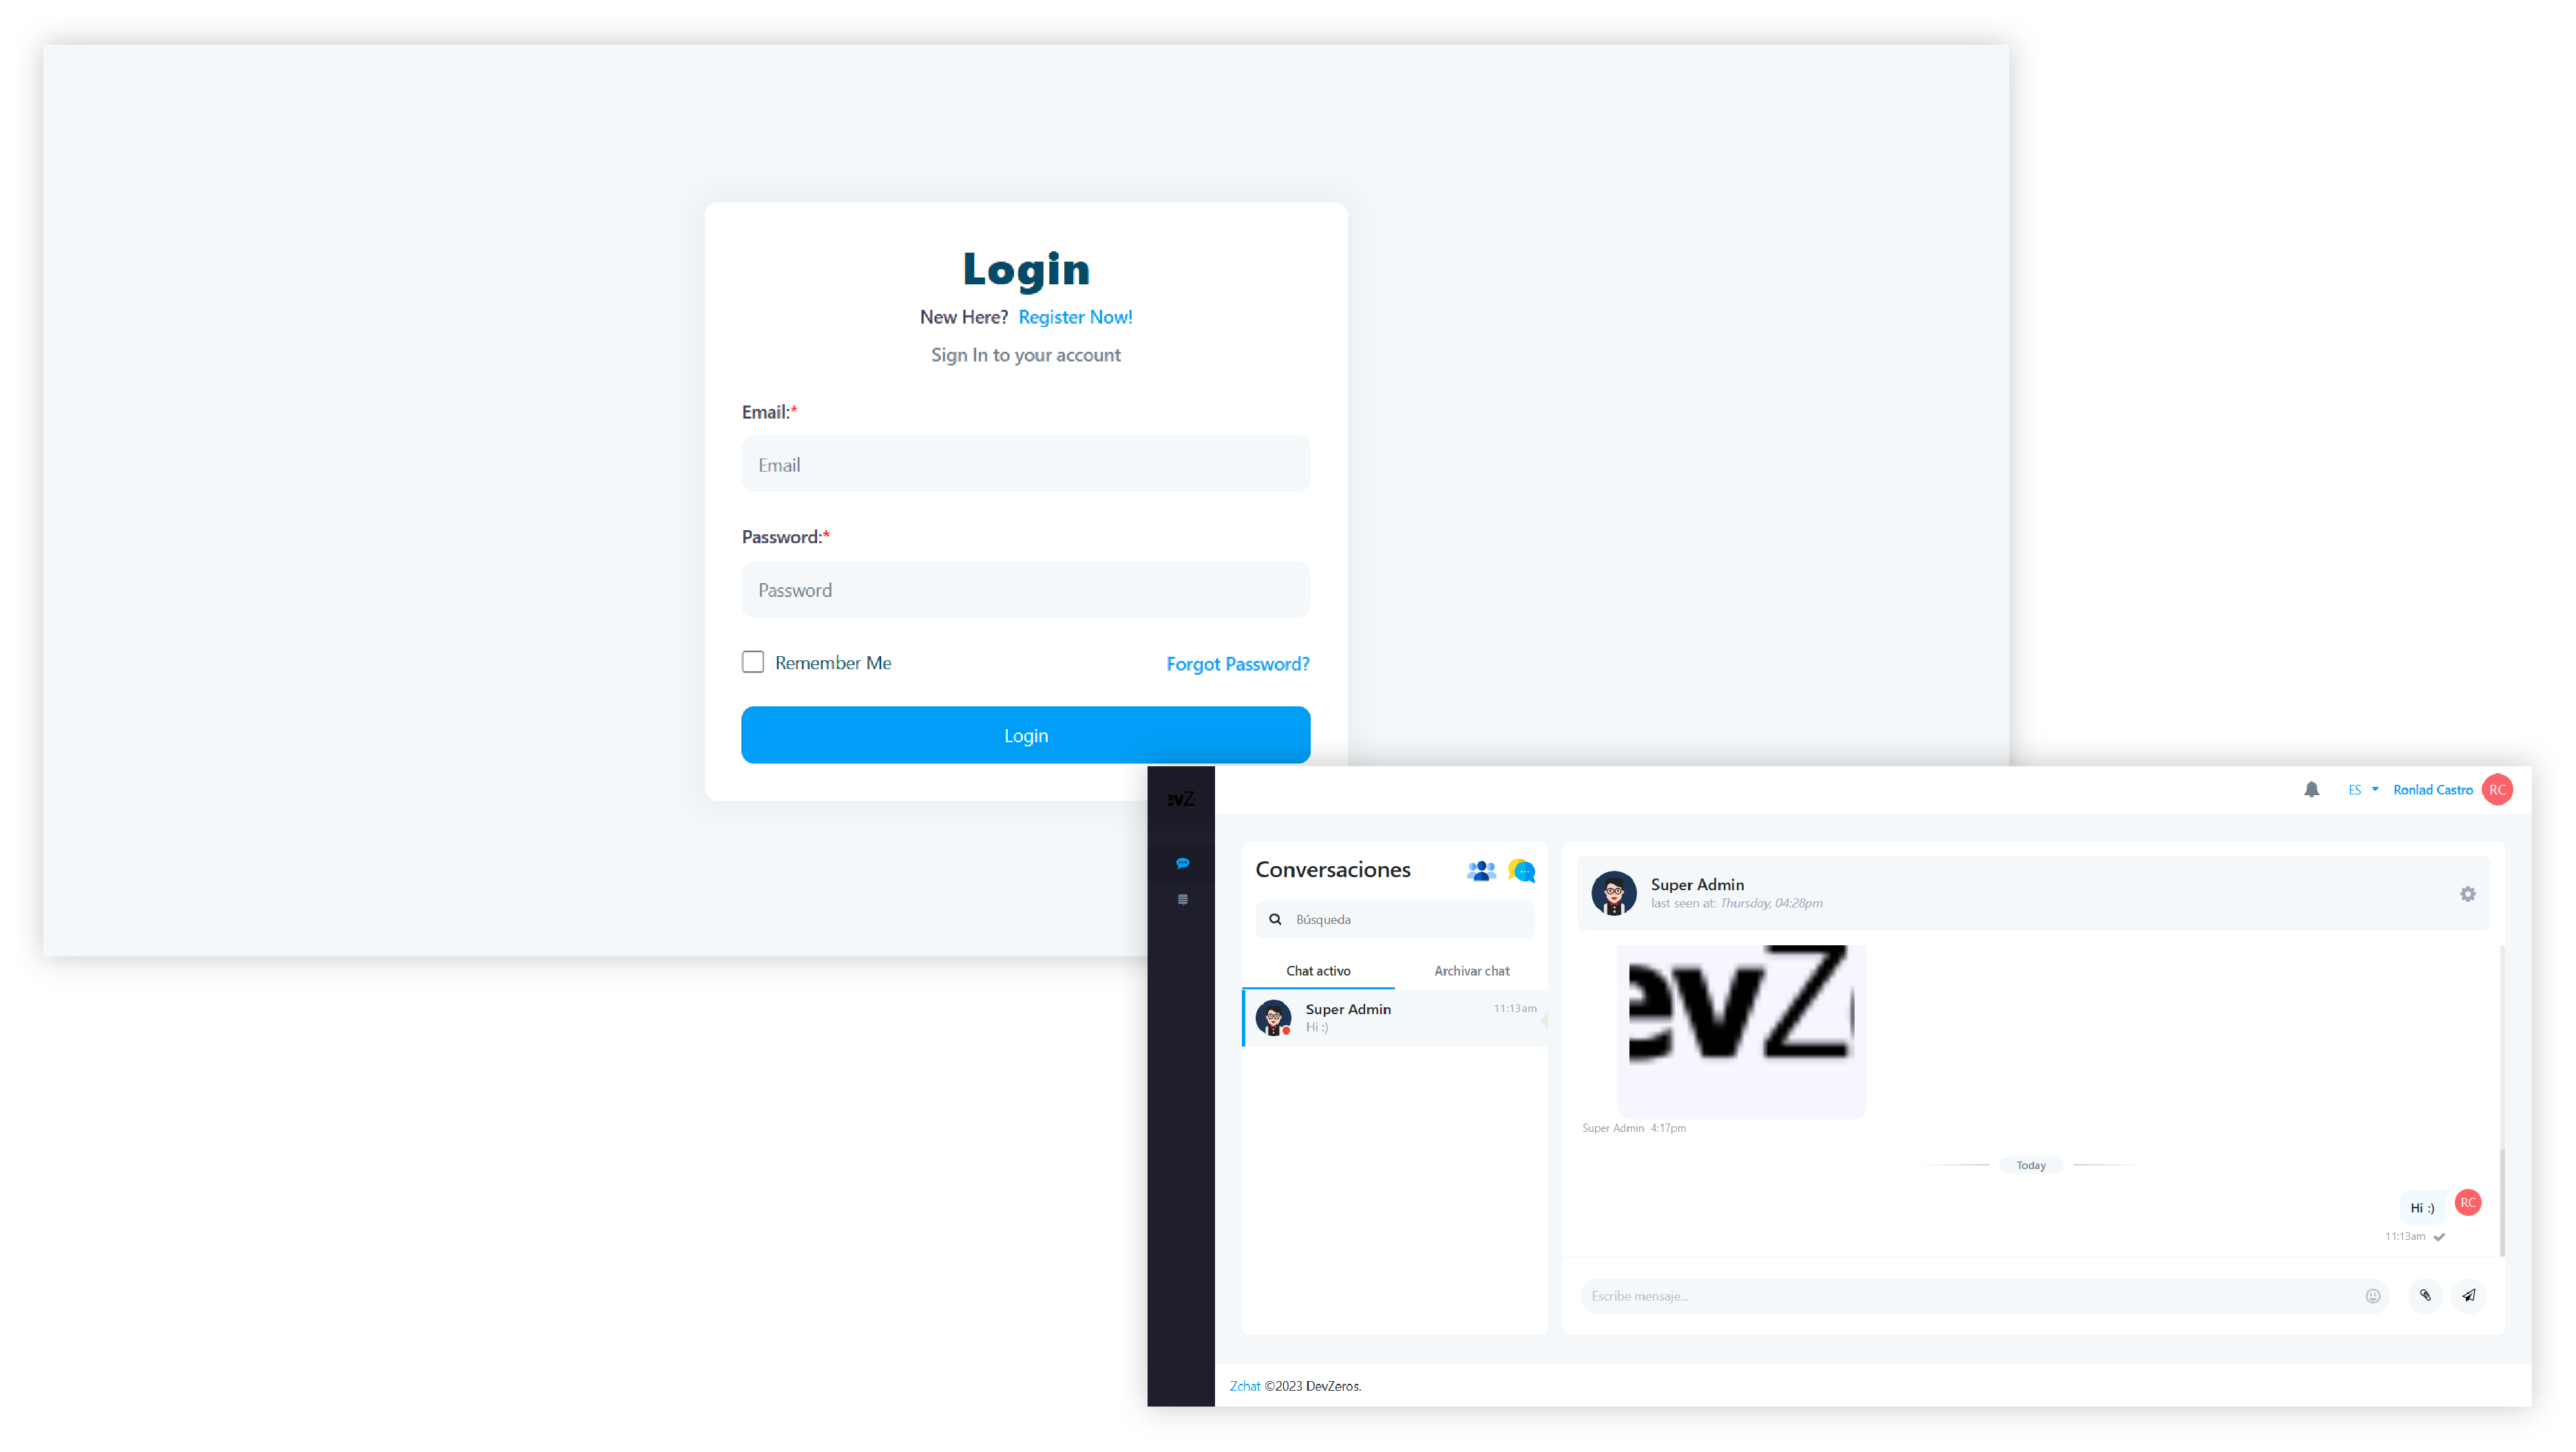 Login
New Here? Register Now!
Sign In to your account
Email:*
Email
Password:*
Password
Remember Me
Forgot Password?
Login
evZ
ES
Ronlad Castro
RC
Conversaciones
Búsqueda
Chat activo
Archivar chat
Super Admin
11:13am
Hi :)
Super Admin
last seen at: Thursday, 04:28pm
evZ
Super Admin 4:17pm
Today
Hi :)
RC
11:13am
Escribe mensaje...
Zchat ©2023 DevZeros.